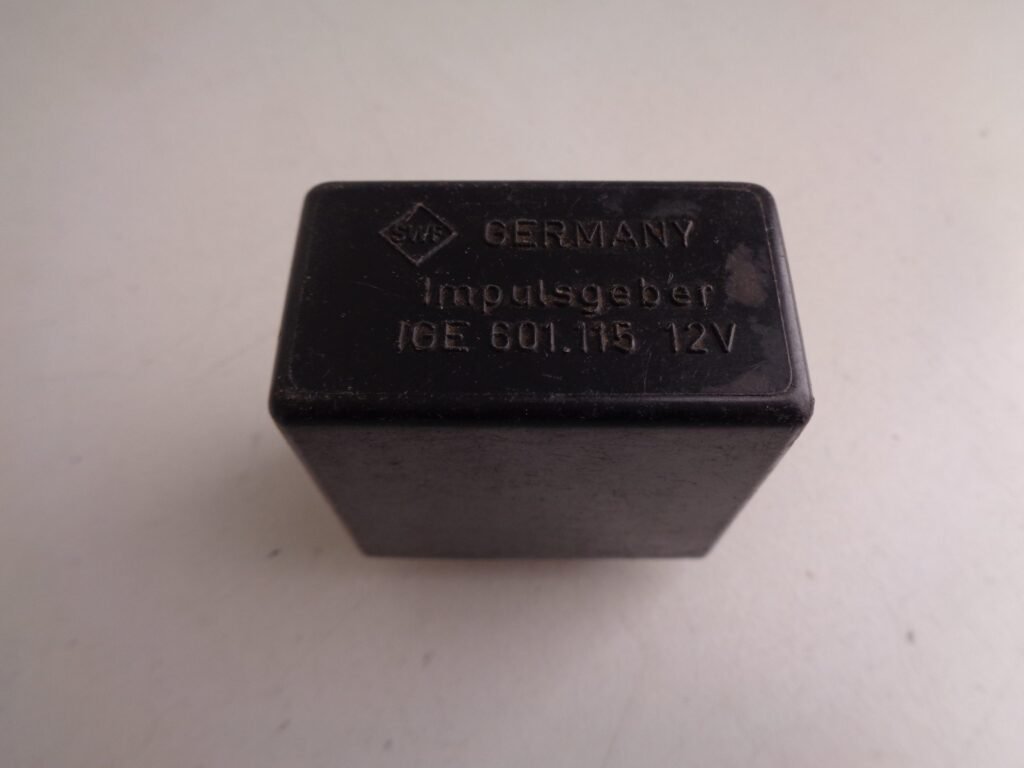 SWF GERMANY
Impulsgeber
IGE 601.115 12V